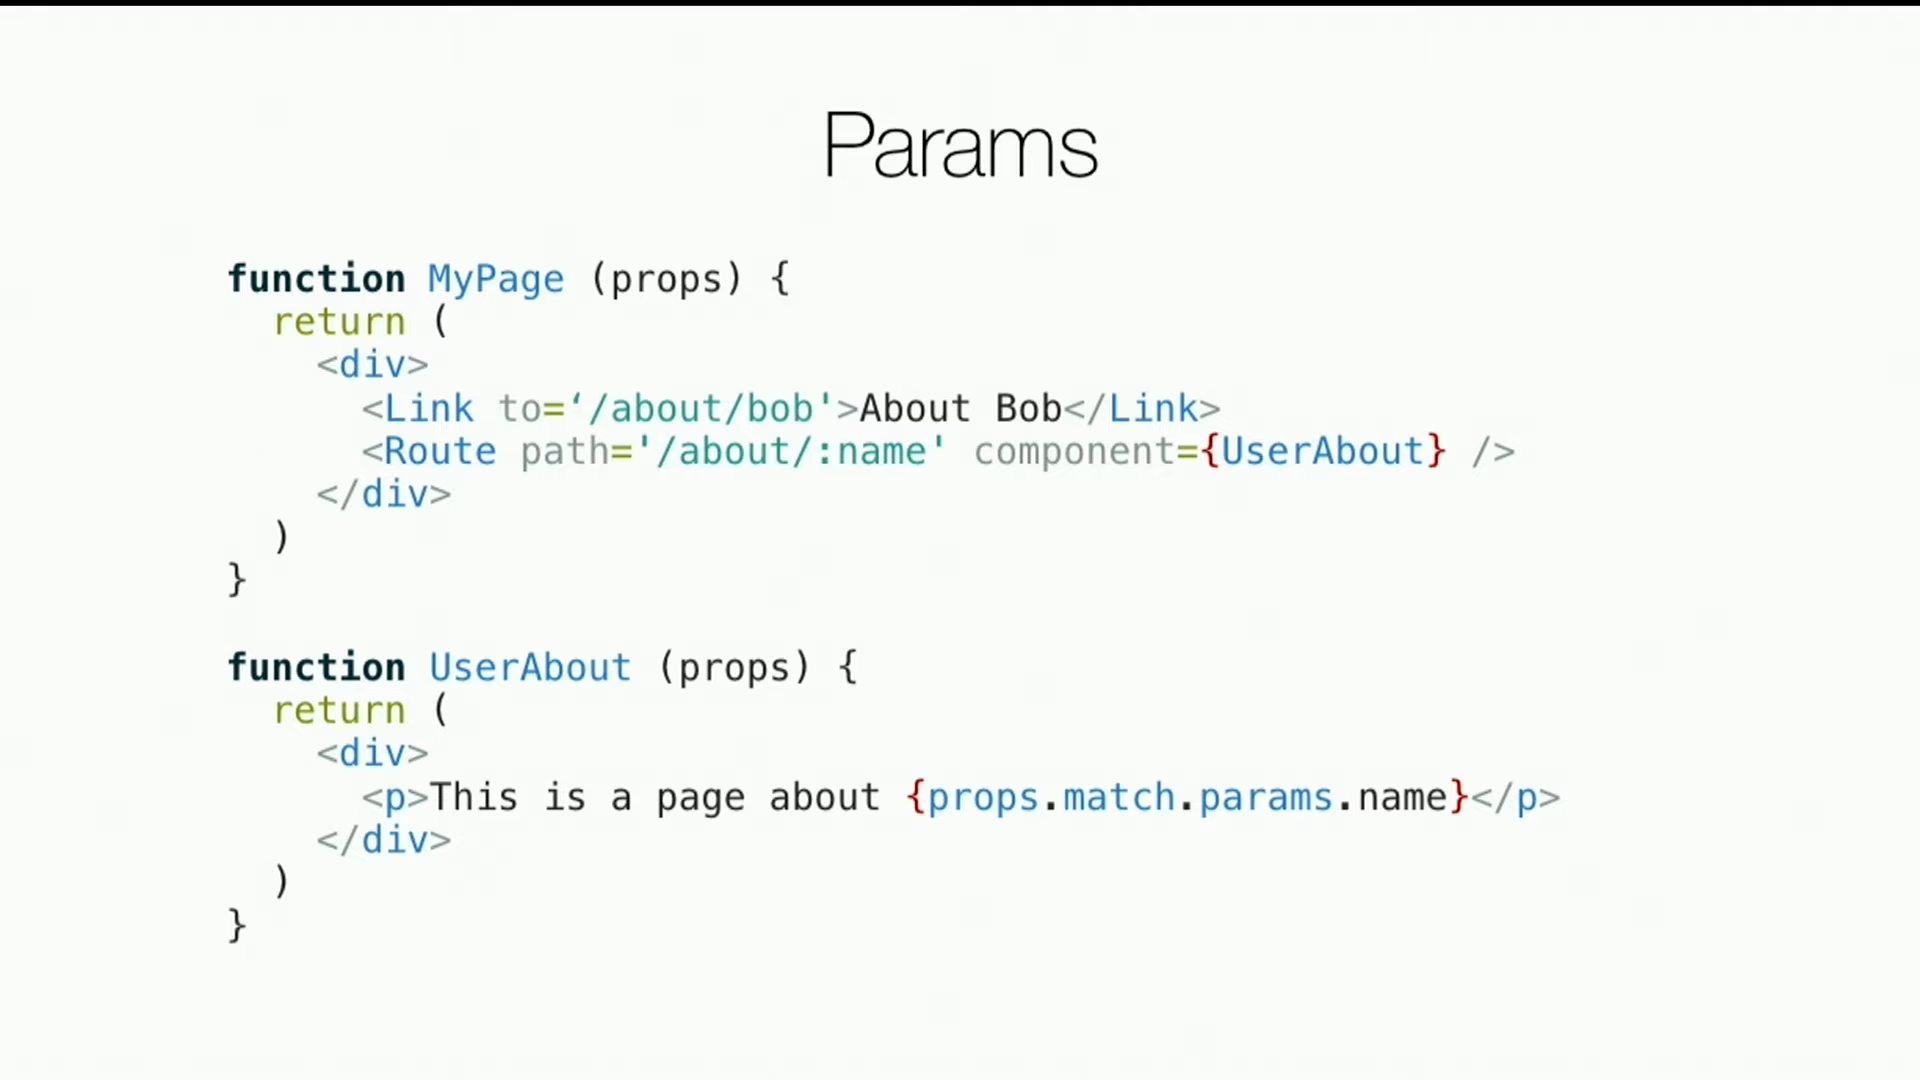 Params
function MyPage (props) {
  return (
    <div>
      <Link to=‘/about/bob'>About Bob</Link>
      <Route path='/about/:name' component={UserAbout} />
    </div>
  )
}
function UserAbout (props) {
  return (
    <div>
      <p>This is a page about {props.match.params.name}</p>
    </div>
  )
}